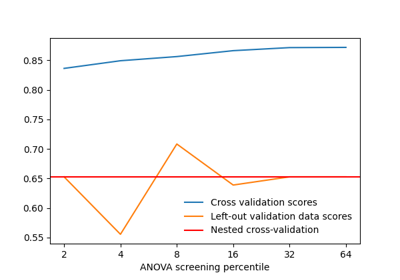 0.85
0.80
0.75
0.70
0.65
0.60
0.55
Cross validation scores
Left-out validation data scores
Nested cross-validation
2 4 8 16 32 64
ANOVA screening percentile